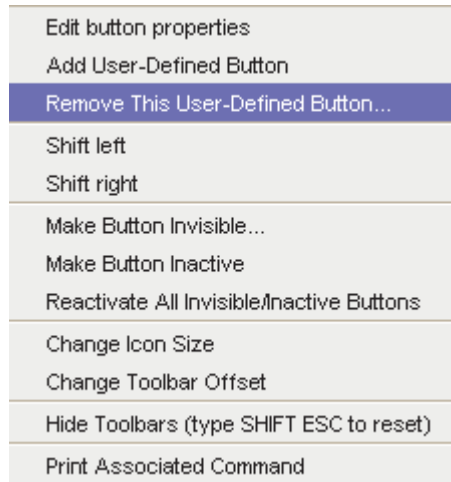 Edit button properties
Add User-Defined Button
Remove This User-Defined Button...
Shift left
Shift right
Make Button Invisible...
Make Button Inactive
Reactivate All Invisible/Inactive Buttons
Change Icon Size
Change Toolbar Offset
Hide Toolbars (type SHIFT ESC to reset)
Print Associated Command